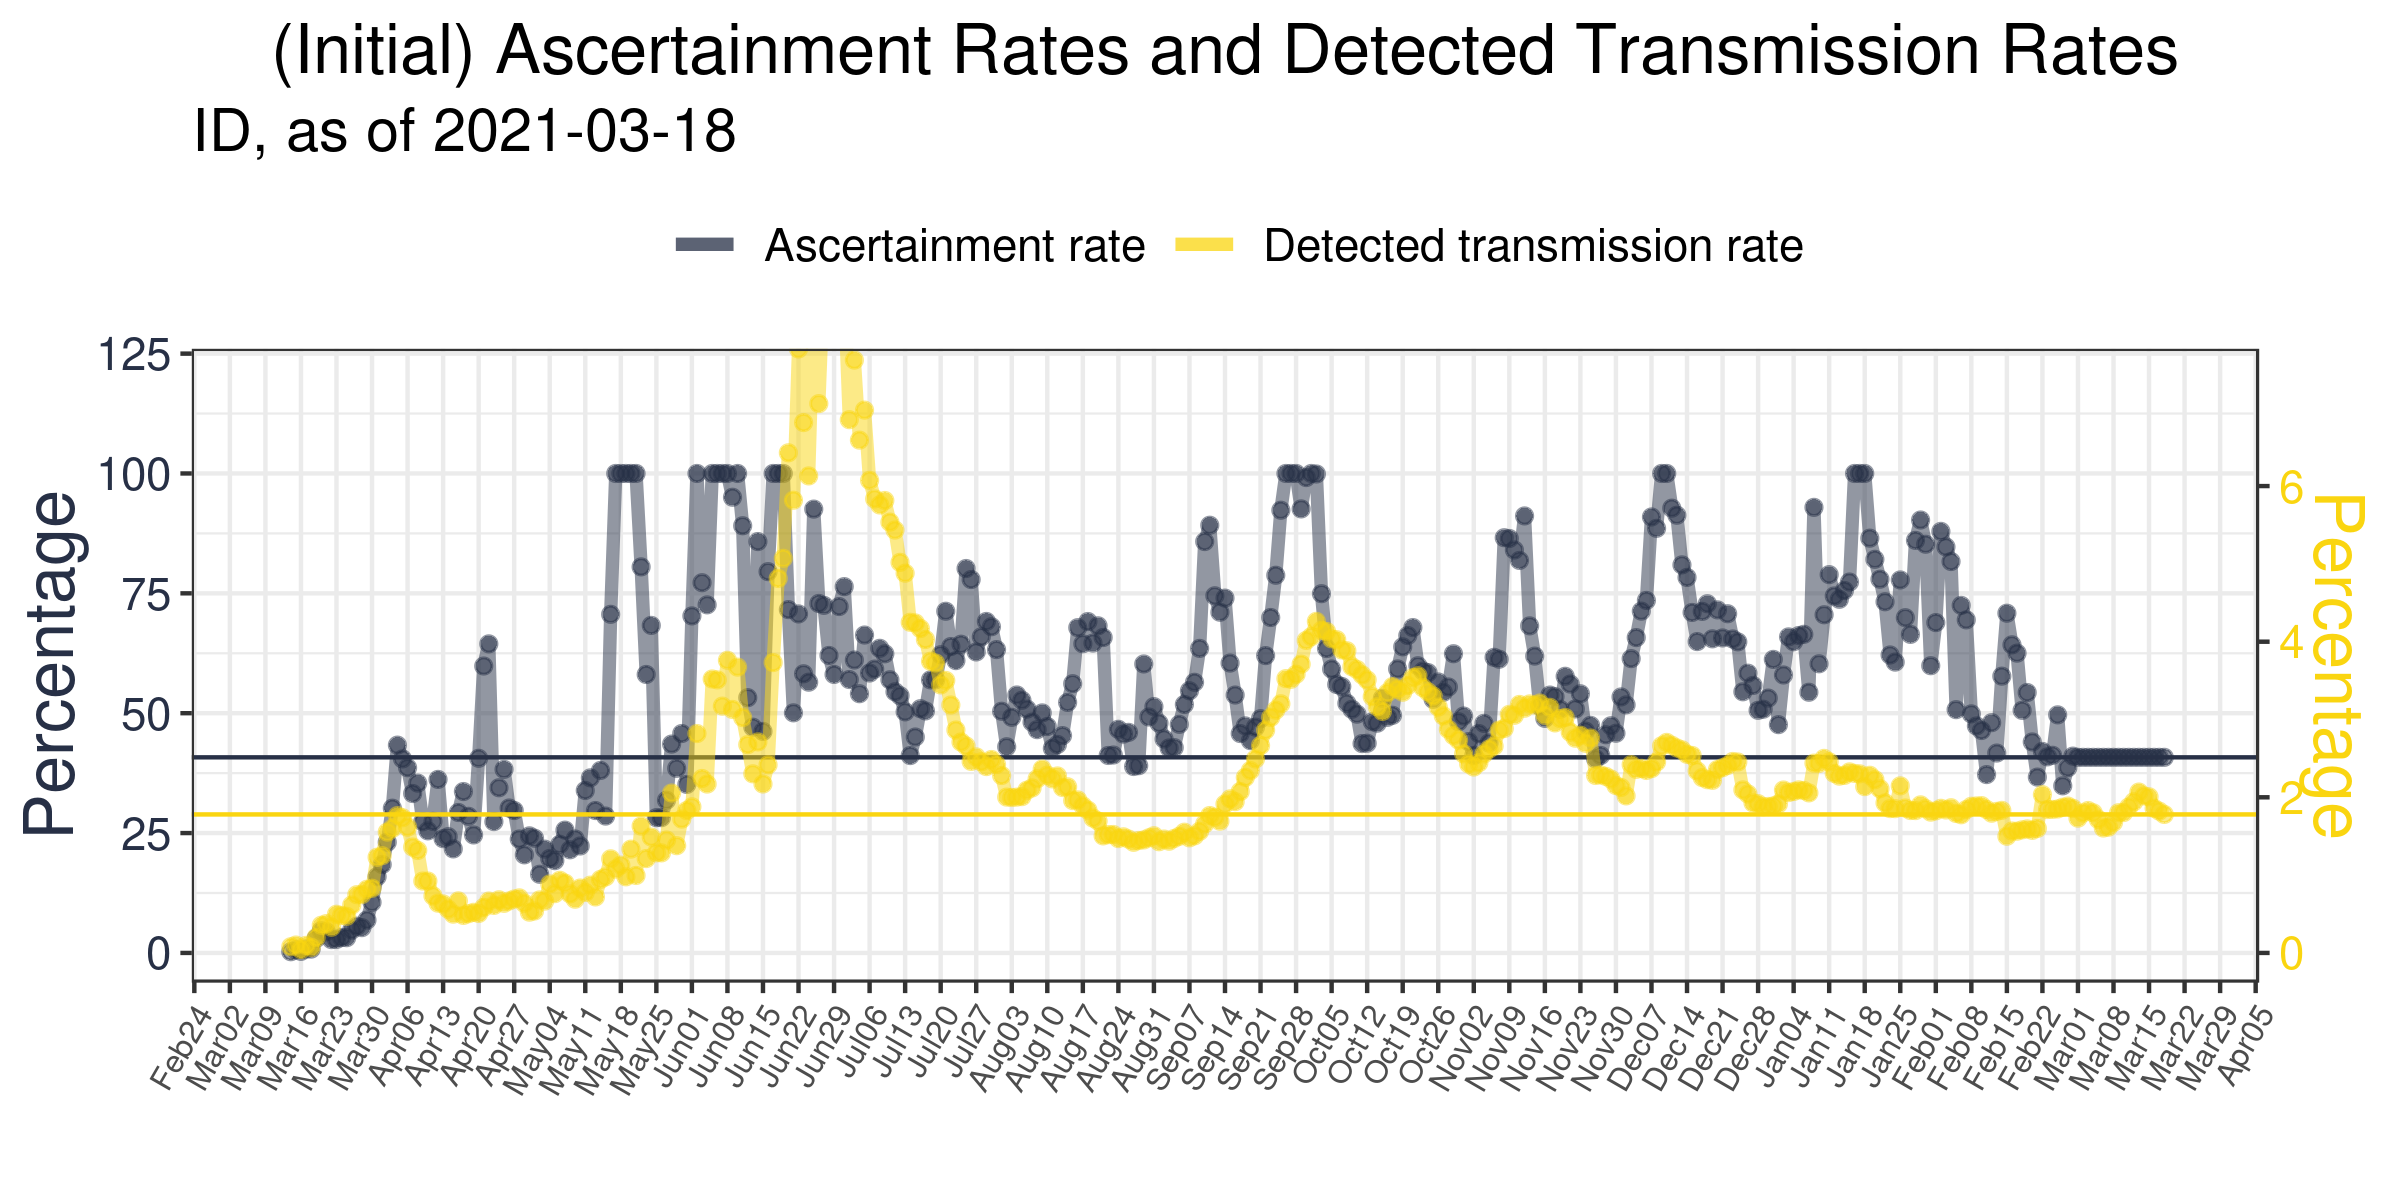 (Initial) Ascertainment Rates and Detected Transmission Rates
ID, as of 2021-03-18
Ascertainment rate
Detected transmission rate
Percentage
125
100
75
50
25
0
6
4
2
0
Percentage
Feb24
Mar02
Mar09
Mar16
Mar23
Mar30
Apr06
Apr13
Apr20
Apr27
May04
May11
May18
May25
Jun01
Jun08
Jun15
Jun22
Jun29
Jul06
Jul13
Jul20
Jul27
Aug03
Aug10
Aug17
Aug24
Aug31
Sep07
Sep14
Sep21
Sep28
Oct05
Oct12
Oct19
Oct26
Nov02
Nov09
Nov16
Nov23
Nov30
Dec07
Dec14
Dec21
Dec28
Jan04
Jan11
Jan18
Jan25
Feb01
Feb08
Feb15
Feb22
Mar01
Mar08
Mar15
Mar22
Mar29
Apr05